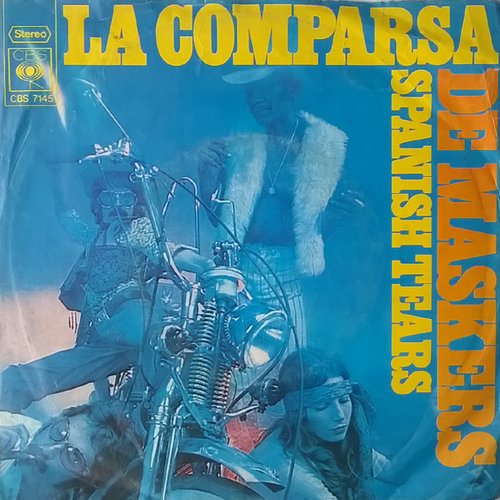 Stereo
CBS
CBS 7145
LA COMPARSA
DE MASKERS
SPANISH TEARS